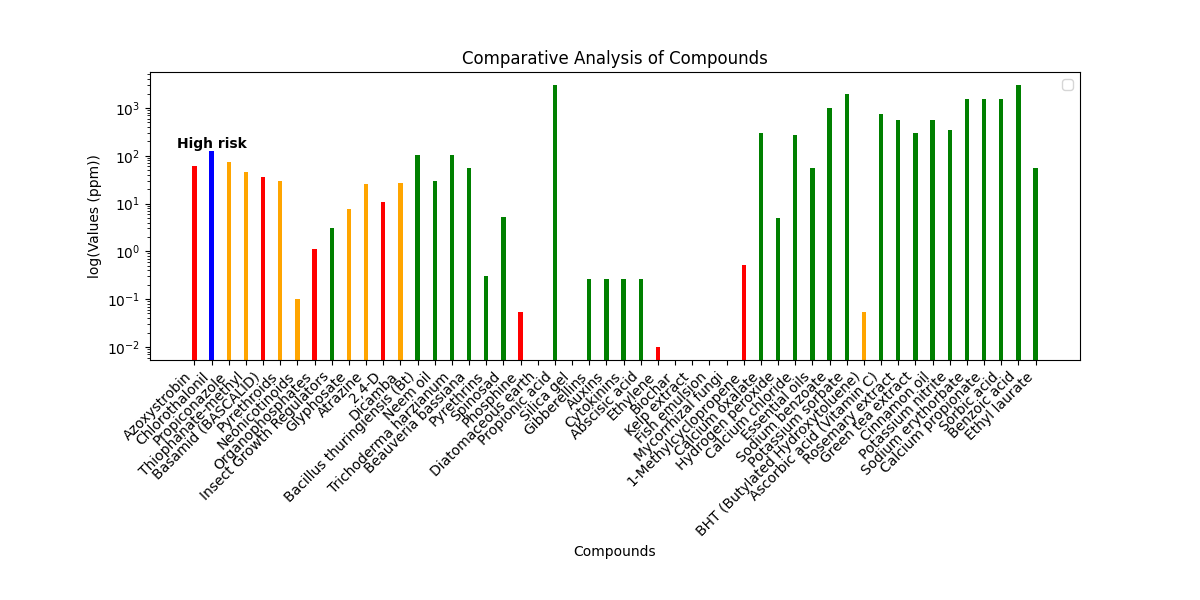 Comparative Analysis of Compounds
log(Values (ppm))
10³
10²
10¹
10⁰
10⁻¹
10⁻²
High risk
Azoxystrobin
Chlorothalonil
Propiconazole
Thiophanate-methyl
Basamid (BASCALID)
Pyrethroids
Neonicotinoids
Organophosphates
Insect Growth Regulators
Glyphosate
Atrazine
2,4-D
Dicamba
Bacillus thuringiengsis (Bt)
Neem oil
Trichoderma harzianum
Beauveria bassiana
Pyrethrins
Spinosad
Phosphine
Diatomaceous earth
Propionic acid
Silica gel
Gibberellins
Auxins
Cytokins
Abscisic acid
Ethylene
Biochar
Kelp extract
Fish emulsion
Mycorrhizal fungi
1-Methylcyclopropene
Calcium oxalate
Hydrogen peroxide
Calcium chloride
Essential oils
Sodium benzoate
Potassium sorbate
BHT (Butylated Hydroxytoluene)
Ascorbic acid (Vitamin C)
Rosemary extract
Green tea extract
Cinnamon oil
Potassium nitrite
Sodium erythorbate
Calcium propionate
Sorbic acid
Benzoic acid
Ethyl laurate
Compounds